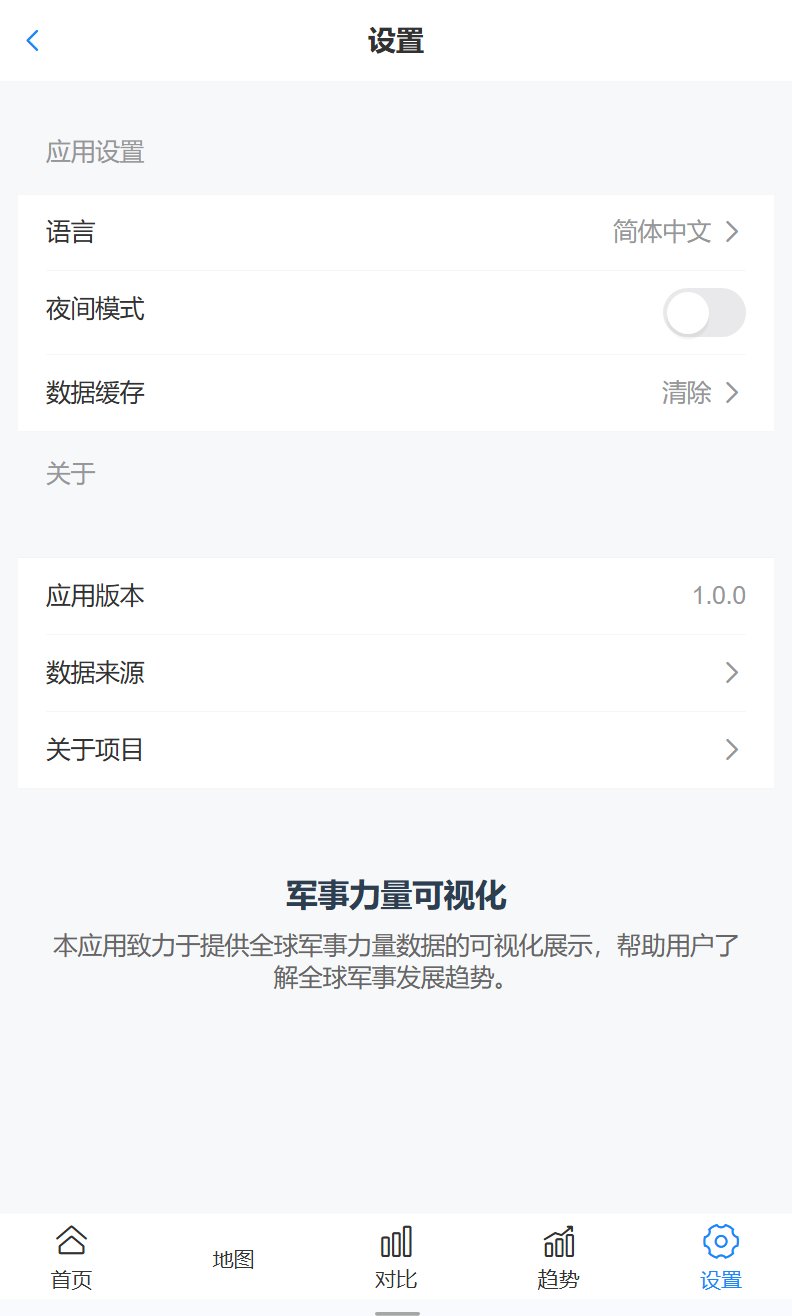 设置
应用设置
语言 简体中文
夜间模式
数据缓存 清除
关于
应用版本 1.0.0
数据来源
关于项目
军事力量可视化
本应用致力于提供全球军事力量数据的可视化展示，帮助用户了
解全球军事发展趋势。
首页 地图 对比 趋势 设置